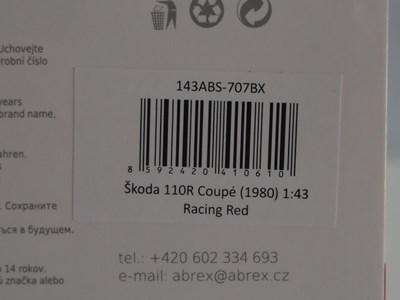 Uchovejte
robní číslo
years
brand name,
ahren.
. Сохраните
ться в будущем.
14 rokov.
značka alebo
143ABS-707BX
8 592420 410610
Škoda 110R Coupé (1980) 1:43
Racing Red
tel.: +420 602 334 693
e-mail: abrex@abrex.cz